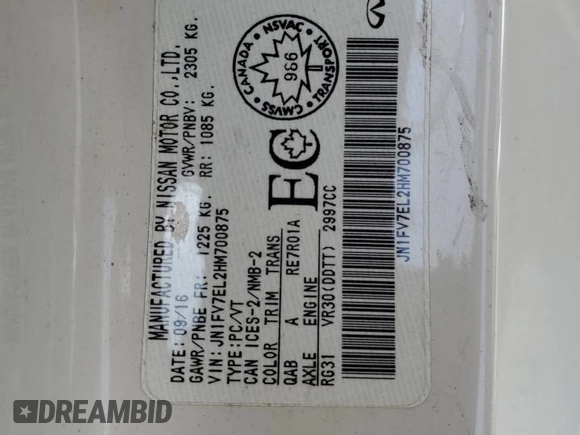 MANUFACTURED BY NISSAN MOTOR CO.,LTD.
DATE: 09/16 GVWR/PNBV: 2305 KG.
GAWR/PNBE FR: 1225 KG. RR: 1085 KG.
VIN: JN1FV7EL2HM700875
TYPE:PC/VT
CAN ICES-2/NMB-2
COLOR TRIM TRANS
QAB A RE7R01A
AXLE ENGINE
RG31 VR30(DDTT) 2997CC
CANADA NSVAC
986
CMVSS TRANSPORT
EC
JN1FV7EL2HM700875
DREAMBID